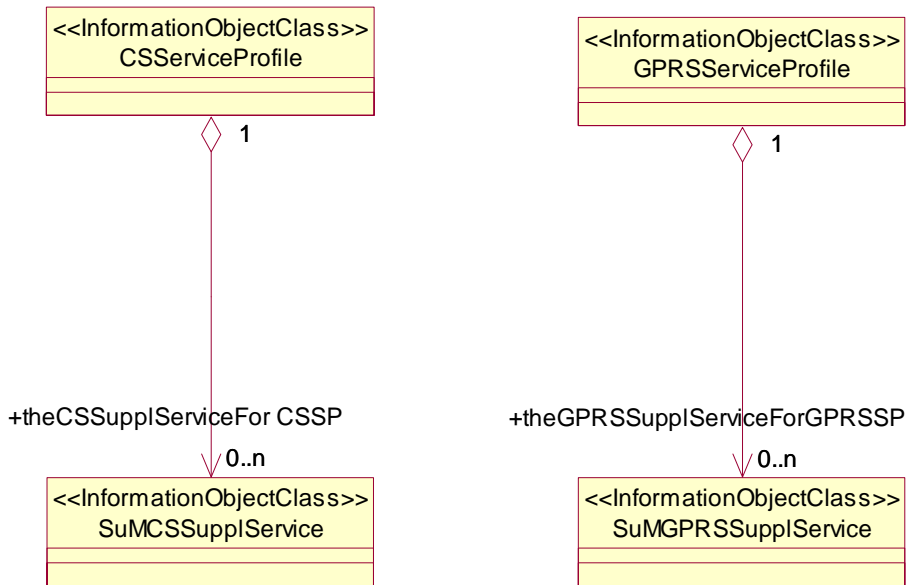 <<InformationObjectClass>>
CSServiceProfile
1
+theCSSupplServiceFor CSSP
0..n
<<InformationObjectClass>>
SuMCSSupplService
<<InformationObjectClass>>
GPRSServiceProfile
1
+theGPRSSupplServiceForGPRSSP
0..n
<<InformationObjectClass>>
SuMGPRSSupplService